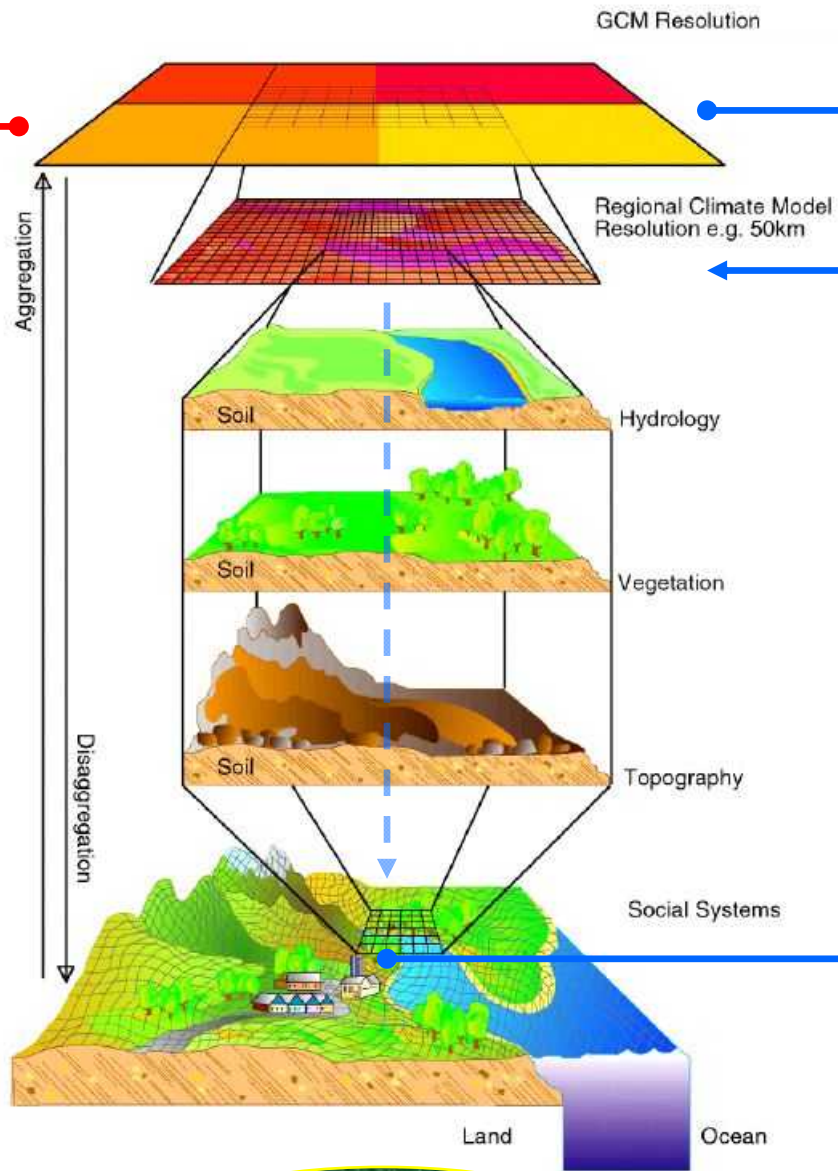 GCM Resolution
Regional Climate Model
Resolution e.g. 50km
Aggregation
Disaggregation
Soil
Hydrology
Soil
Vegetation
Soil
Topography
Social Systems
Land
Ocean